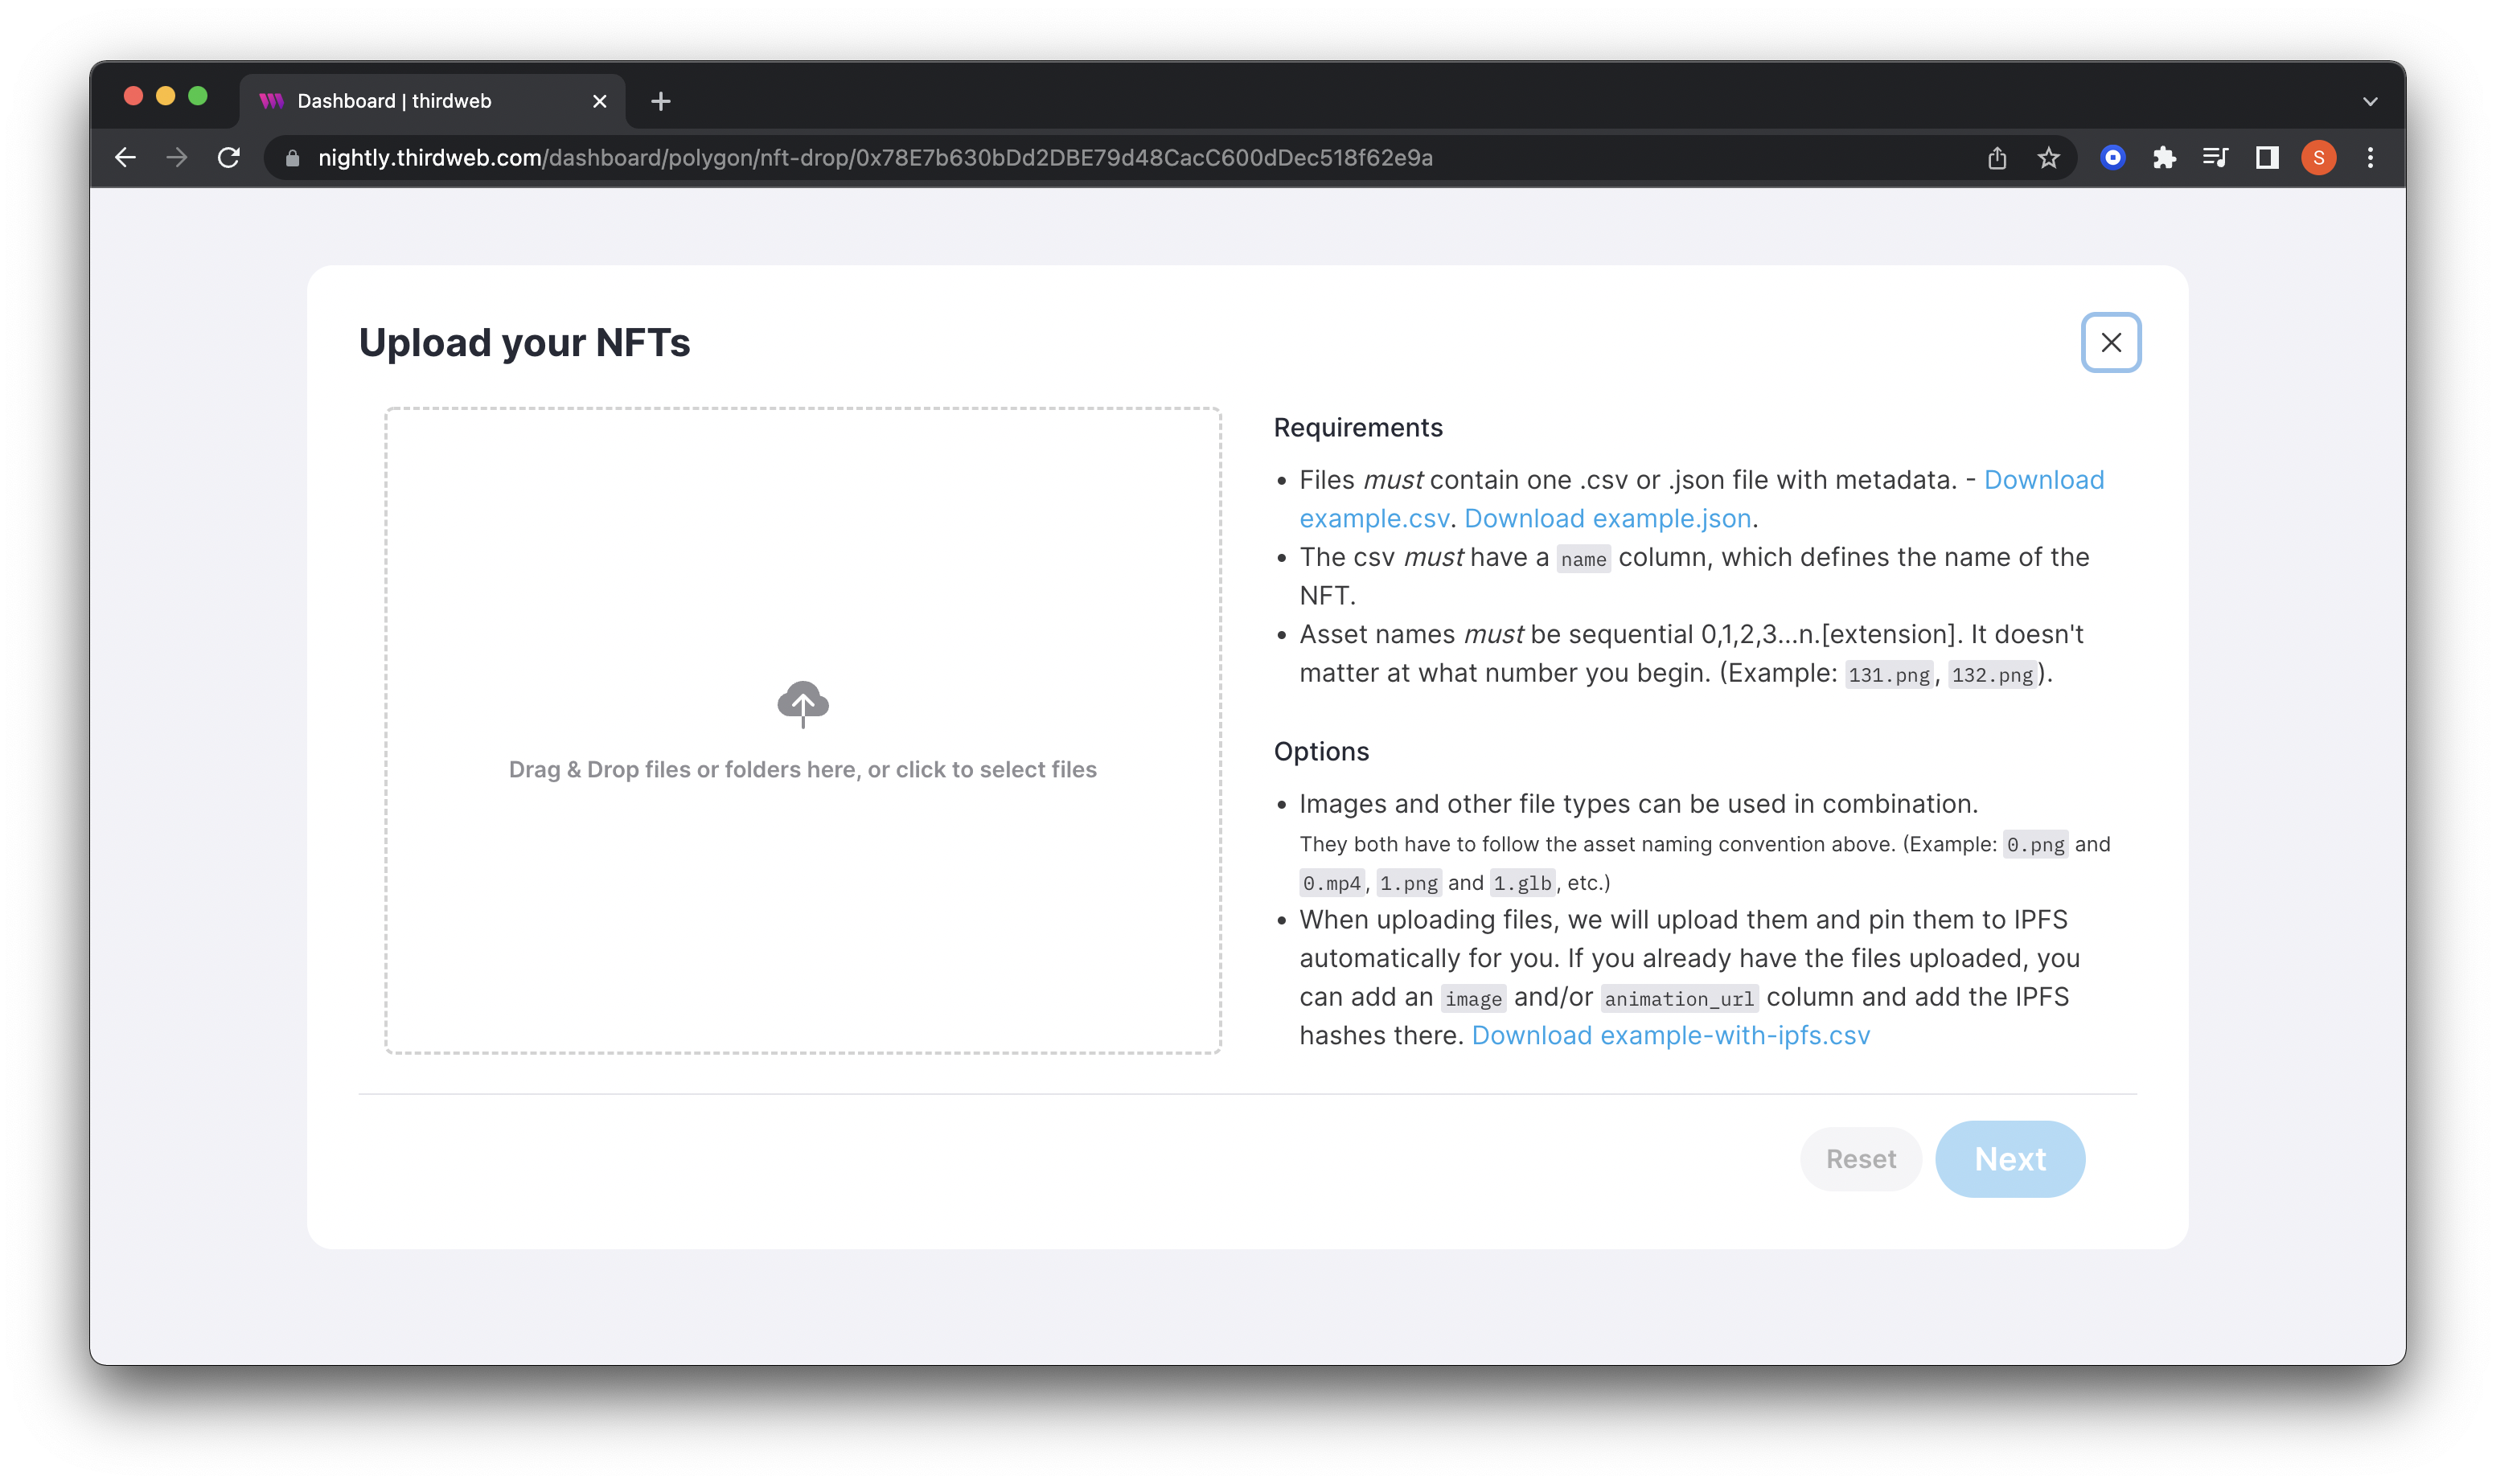 Dashboard | thirdweb
nightly.thirdweb.com/dashboard/polygon/nft-drop/0x78E7b630bDd2DBE79d48CacC600dDec518f62e9a
S
Upload your NFTs
Drag & Drop files or folders here, or click to select files
Requirements
Files must contain one .csv or .json file with metadata. - Download
example.csv. Download example.json.
The csv must have a name column, which defines the name of the
NFT.
Asset names must be sequential 0,1,2,3...n.[extension]. It doesn't
matter at what number you begin. (Example: 131.png, 132.png).
Options
Images and other file types can be used in combination.
They both have to follow the asset naming convention above. (Example: 0.png and
0.mp4, 1.png and 1.glb, etc.)
When uploading files, we will upload them and pin them to IPFS
automatically for you. If you already have the files uploaded, you
can add an image and/or animation_url column and add the IPFS
hashes there. Download example-with-ipfs.csv
Reset
Next